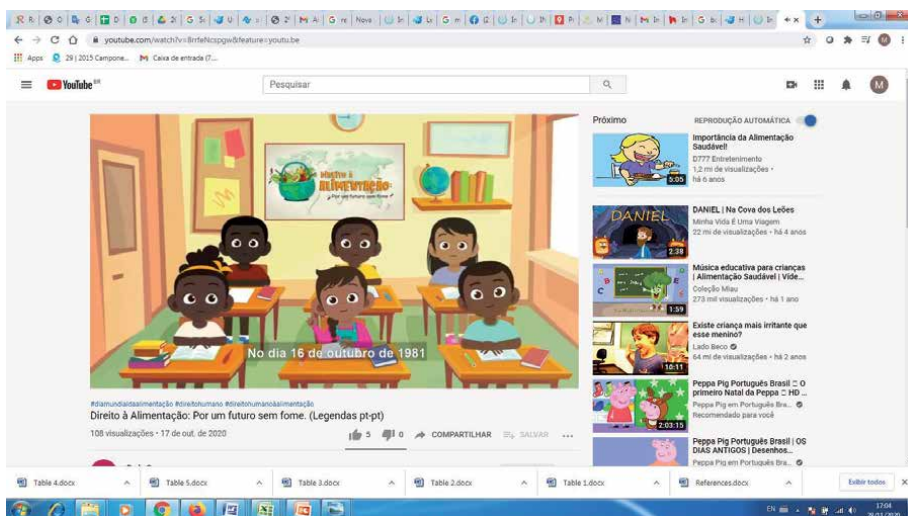 youtube.com/watch?v=8rrfeNcspgw&feature=youtu.be
Apps
29 | 2015 Campone...
Caixa de entrada (7...
YouTube BR
Pesquisar
M
Direito à
ALIMENTAÇÃO
Por um futuro sem fome
No dia 16 de outubro de 1981
#diamundialdaalimentação #direitohumano #direitohumanoàalimentação
Direito à Alimentação: Por um futuro sem fome. (Legendas pt-pt)
108 visualizações • 17 de out. de 2020
5
0
COMPARTILHAR
SALVAR
Próximo
REPRODUÇÃO AUTOMÁTICA
Importância da Alimentação
Saudável!
D777 Entretenimento
1,2 mi de visualizações •
há 6 anos
5:05
DANIEL
DANIEL | Na Cova dos Leões
Minha Vida É Uma Viagem
22 mi de visualizações • há 4 anos
2:38
Música educativa para crianças
| Alimentação Saudável | Víde...
Coleção Miau
273 mil visualizações • há 1 ano
1:59
Existe criança mais irritante que
esse menino?
Lado Beco
64 mi de visualizações • há 2 anos
10:11
Peppa Pig Português Brasil O
primeiro Natal da Peppa HD ...
Peppa Pig em Português Bra...
Recomendado para você
2:03:15
Peppa Pig Português Brasil | OS
DIAS ANTIGOS | Desenhos...
Peppa Pig em Português Bra...
Table 4.docx
Table 5.docx
Table 3.docx
Table 2.docx
Table 1.docx
References.docx
Exibir todos
EN
17:04